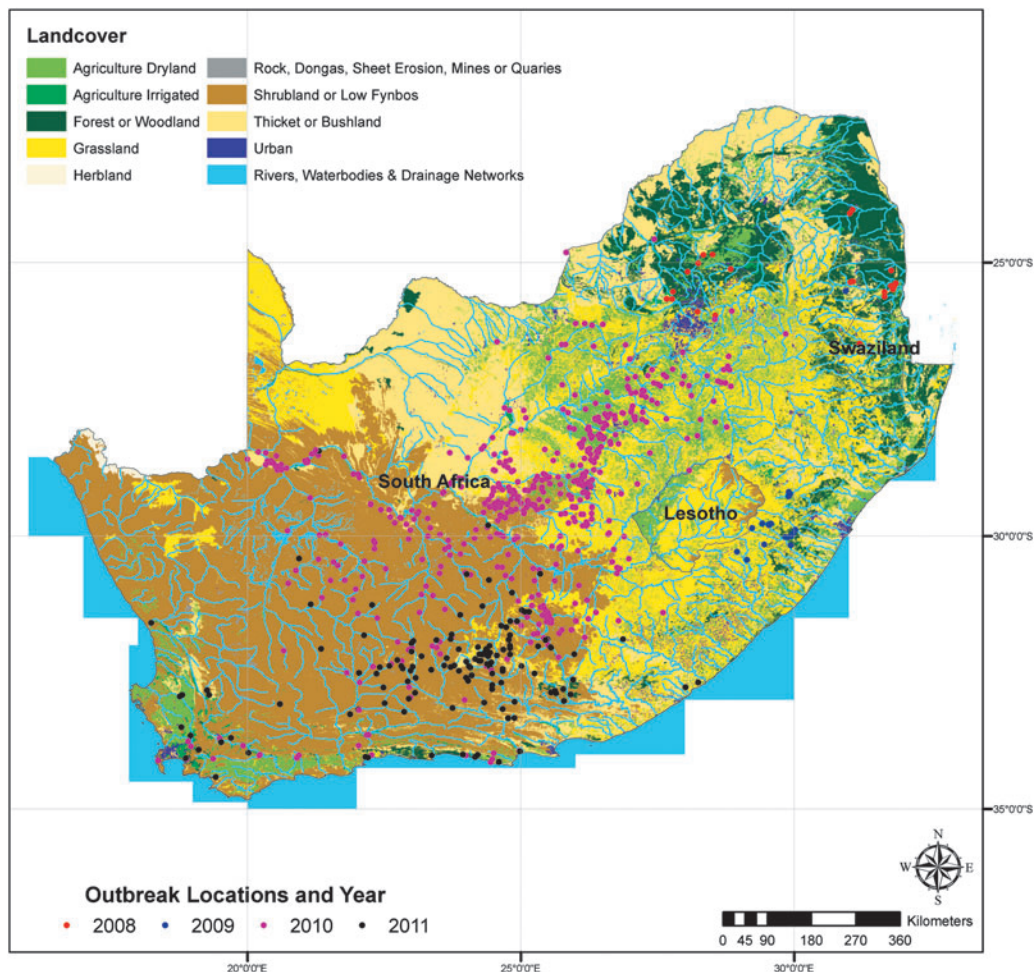 Landcover
Agriculture Dryland
Agriculture Irrigated
Forest or Woodland
Grassland
Herbland
Rock, Dongas, Sheet Erosion, Mines or Quaries
Shrubland or Low Fynbos
Thicket or Bushland
Urban
Rivers, Waterbodies & Drainage Networks
25°0'0"S
Swaziland
South Africa
Lesotho
30°0'0"S
35°0'0"S
N
W E
S
Outbreak Locations and Year
2008 2009 2010 2011
Kilometers
0 45 90 180 270 360
20°0'0"E 25°0'0"E 30°0'0"E